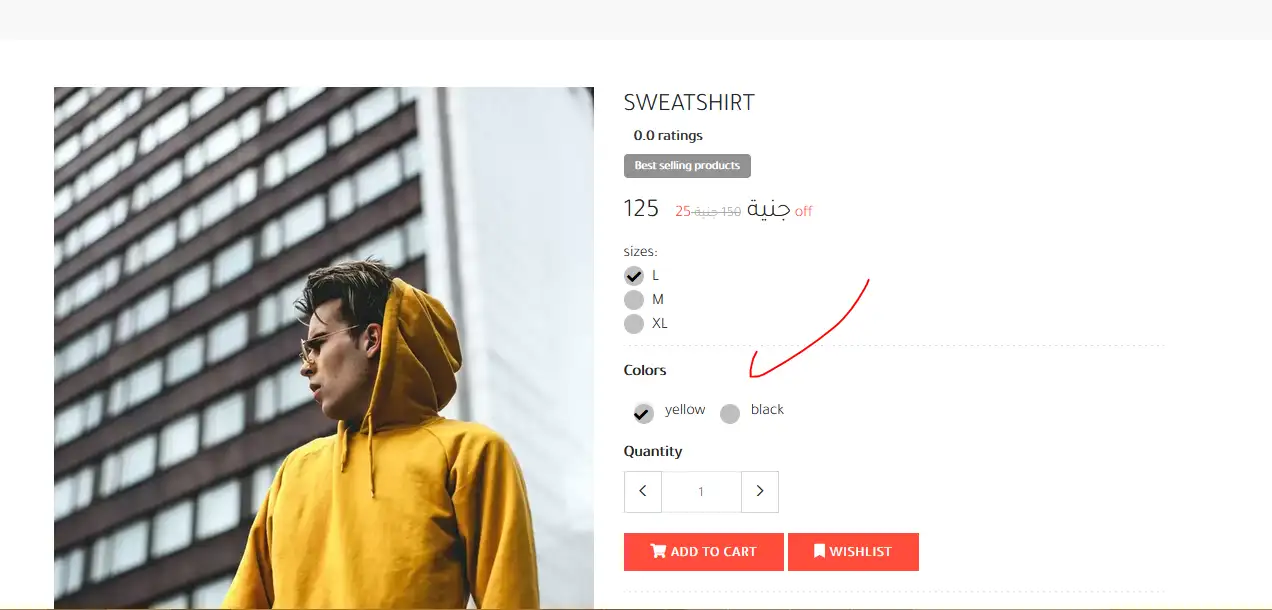 SWEATSHIRT
0.0 ratings
Best selling products
125 25 150 جنية جنية off
sizes:
L
M
XL
Colors
yellow black
Quantity
1
ADD TO CART WISHLIST